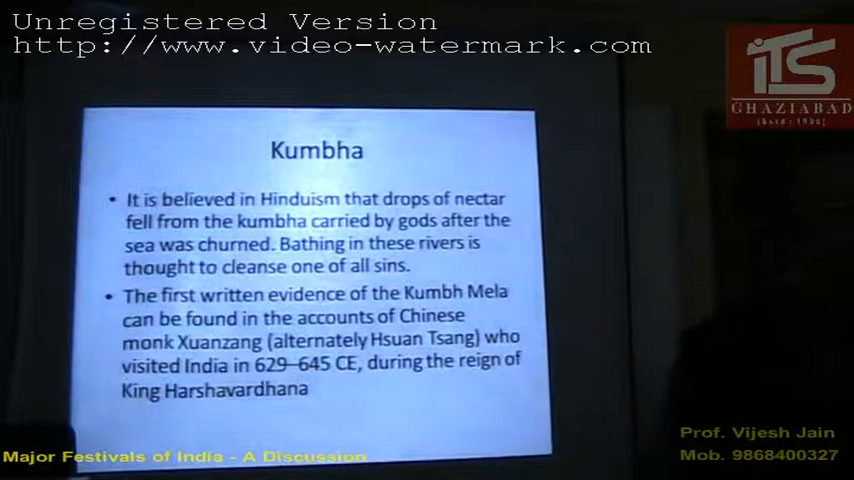 Unregistered Version
http://www.video-watermark.com
iTS
GHAZIABAD
(Estd : 1995)
Kumbha
• It is believed in Hinduism that drops of nectar
fell from the kumbha carried by gods after the
sea was churned. Bathing in these rivers is
thought to cleanse one of all sins.
• The first written evidence of the Kumbh Mela
can be found in the accounts of Chinese
monk Xuanzang (alternately Hsuan Tsang) who
visited India in 629–645 CE, during the reign of
King Harshavardhana
Prof. Vijesh Jain
Major Festivals of India - A Discussion
Mob. 9868400327